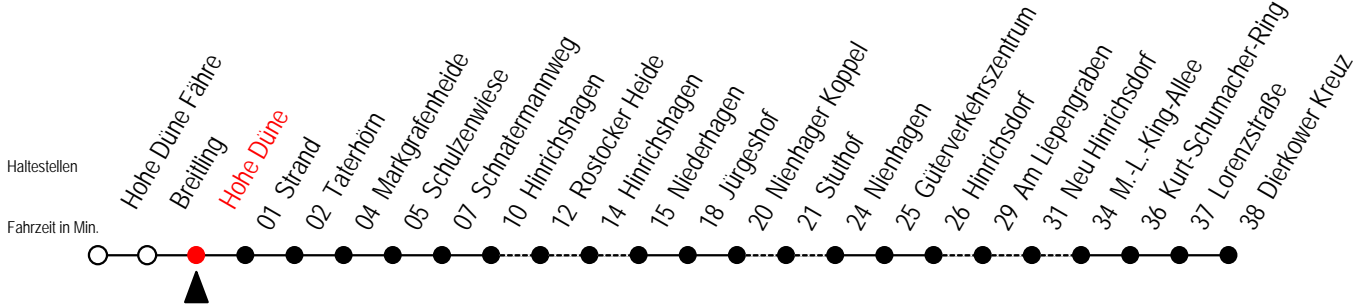 Haltestellen
Fahrzeit in Min.
Hohe Düne Fähre
Breitling
Hohe Düne
01 Strand
02 Taterhörn
04 Markgrafenheide
05 Schulzenwiese
07 Schnatermannweg
10 Hinrichshagen
12 Rostocker Heide
14 Hinrichshagen
15 Niederhagen
18 Jürgeshof
20 Nienhager Koppel
21 Stuthof
24 Nienhagen
25 Güterverkehrszentrum
26 Hinrichsdorf
29 Am Liepengraben
31 Neu Hinrichsdorf
34 M.-L.-King-Allee
36 Kurt-Schumacher-Ring
37 Lorenzstraße
38 Dierkower Kreuz